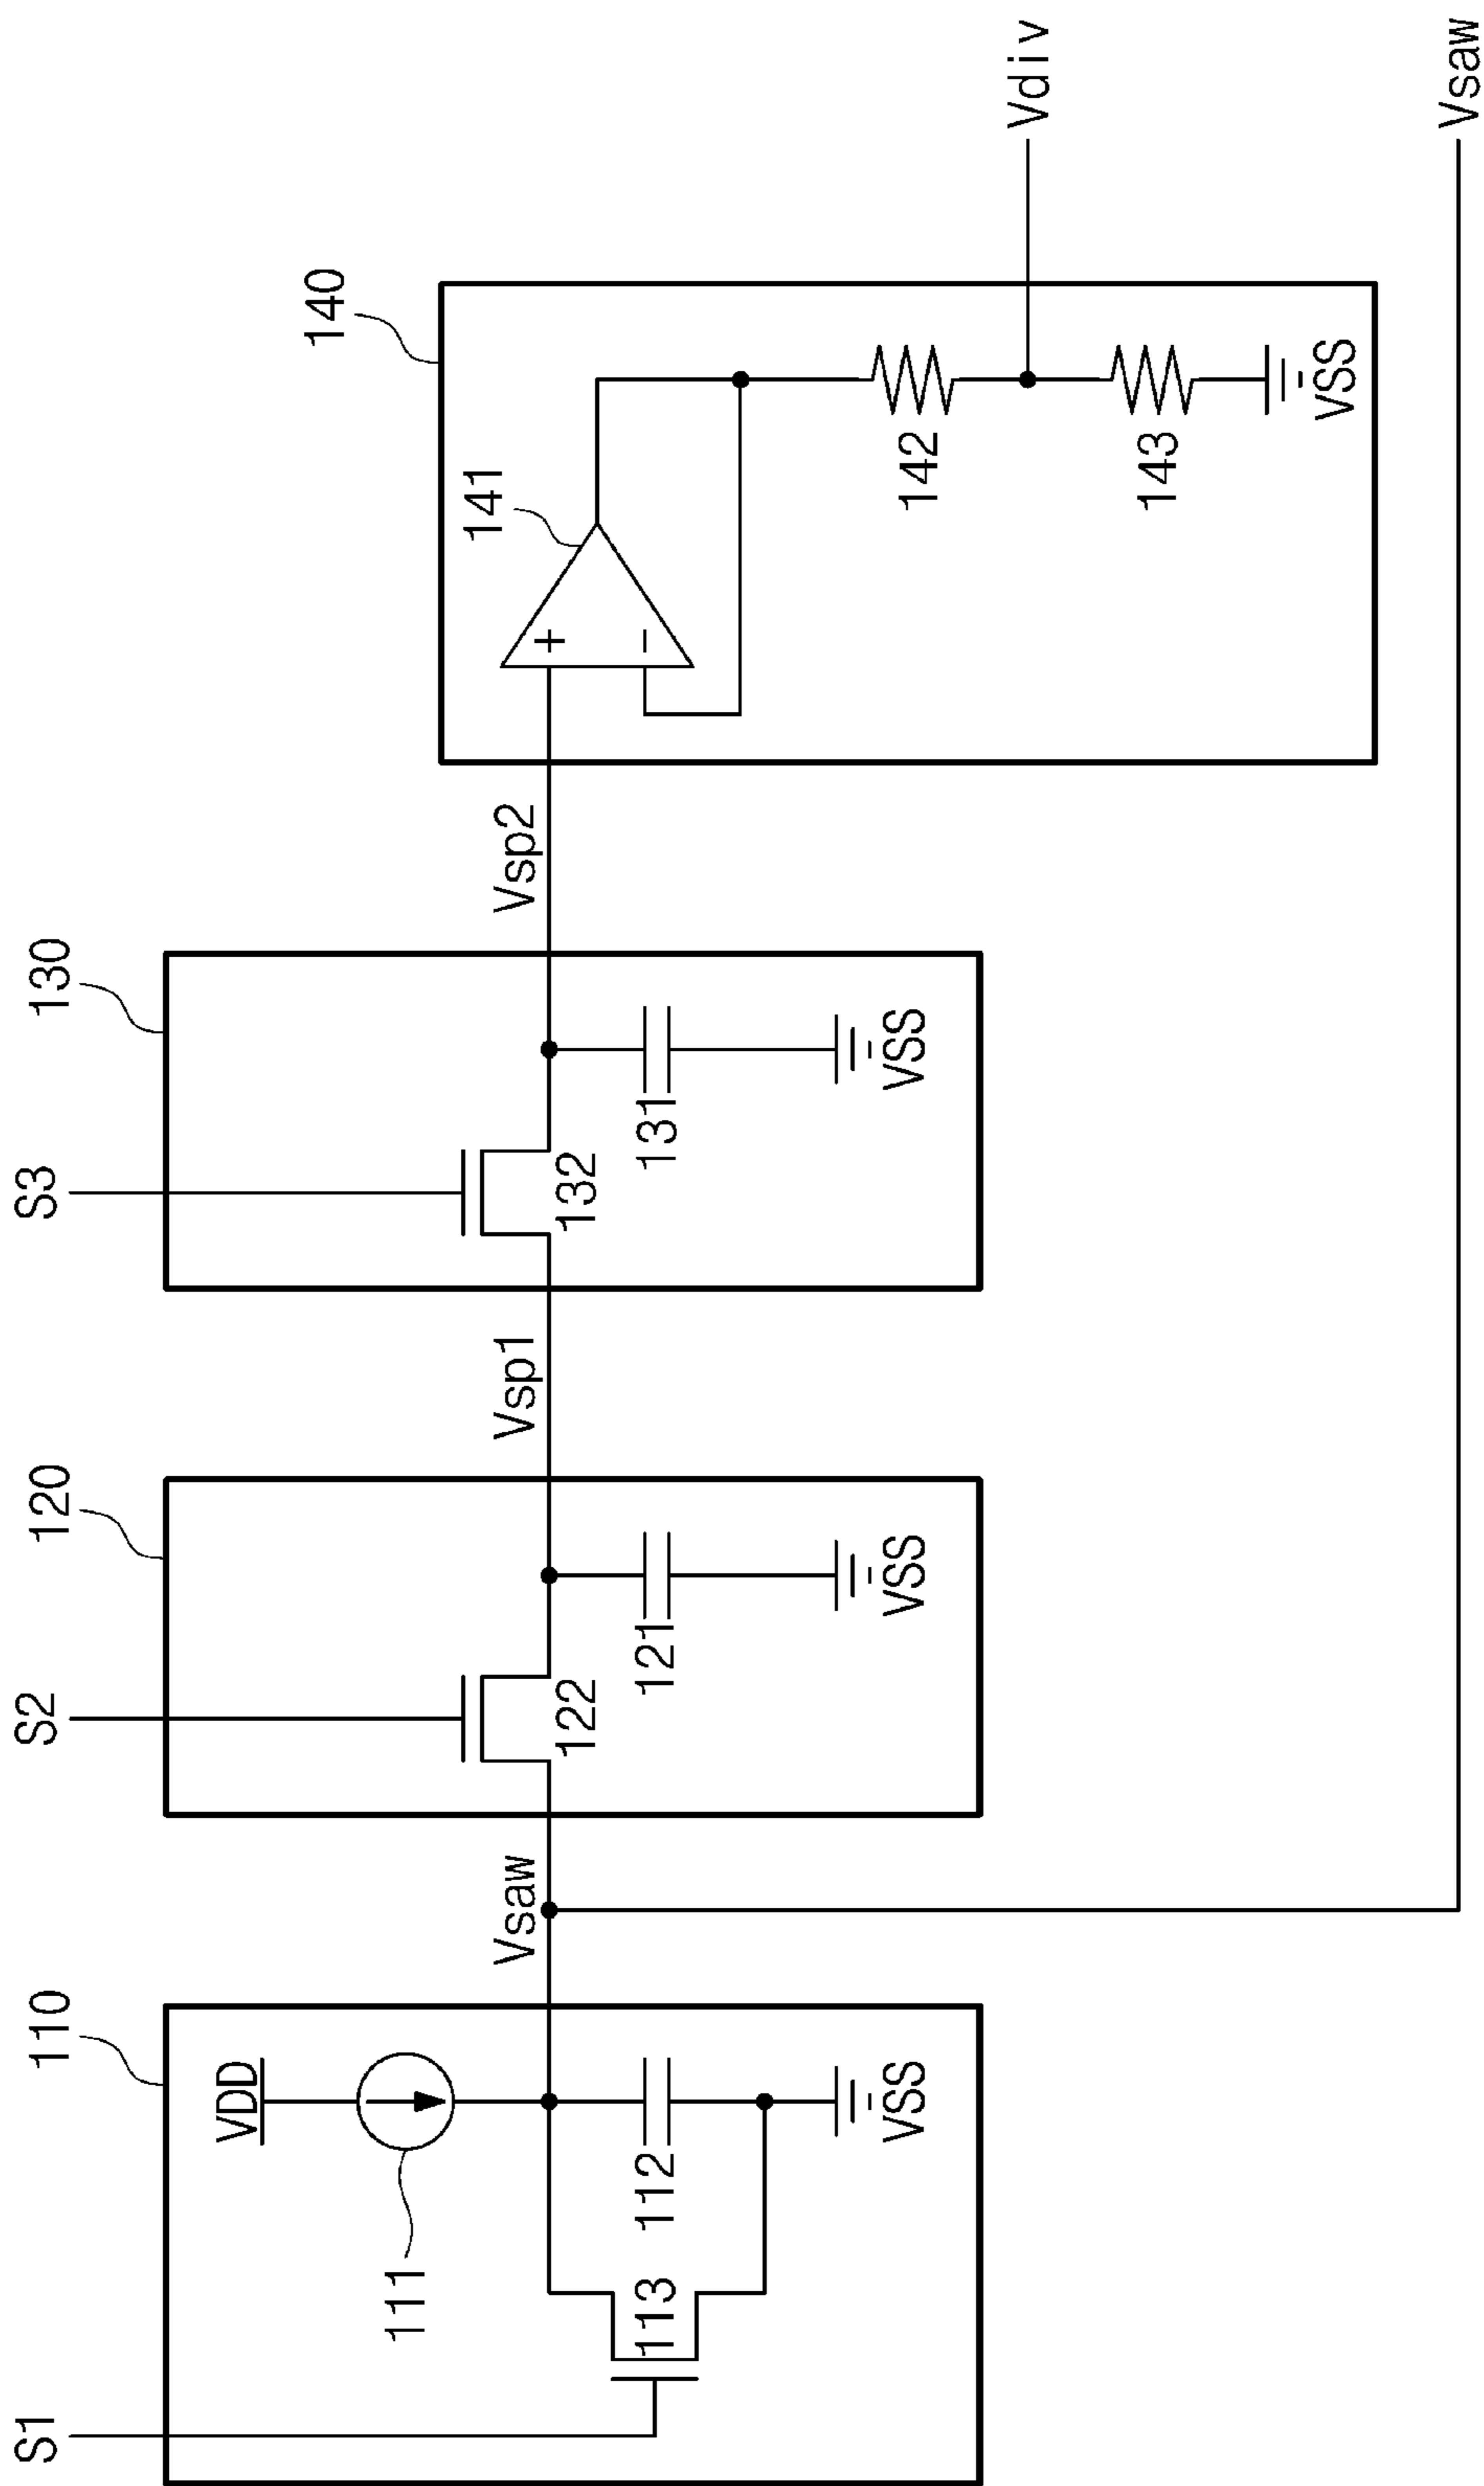 S1
S2
S3
110
120
130
140
VDD
111
112
113
VSS
Vsaw
122
121
VSS
Vsp1
132
131
VSS
Vsp2
141
142
143
VSS
Vdiv
Vsaw
+
-